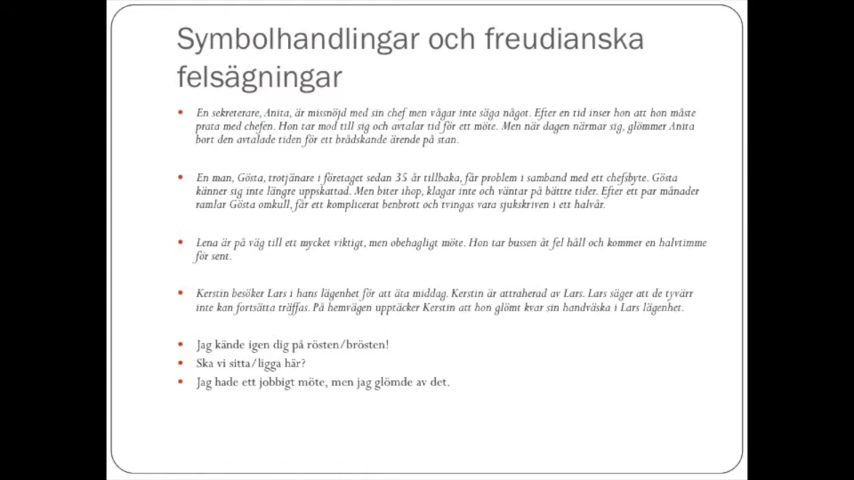 Symbolhandlingar och freudianska
felsägningar
• En sekreterare, Anita, är missnöjd med sin chef men vågar inte säga något. Efter en tid inser hon att hon måste
prata med chefen. Hon tar mod till sig och avtalar tid för ett möte. Men när dagen närmar sig, glömmer Anita
bort den avtalade tiden för ett brådskande ärende på stan.
• En man, Gösta, trotjänare i företaget sedan 35 år tillbaka, får problem i samband med ett chefsbyte. Gösta
känner sig inte längre uppskattad. Men biter ihop, klagar inte och väntar på bättre tider. Efter ett par månader
ramlar Gösta omkull, får ett komplicerat benbrott och tvingas vara sjukskriven i ett halvår.
• Lena är på väg till ett mycket viktigt, men obehagligt möte. Hon tar bussen åt fel håll och kommer en halvtimme
för sent.
• Kerstin besöker Lars i hans lägenhet för att äta middag. Kerstin är attraherad av Lars. Lars säger att de tyvärr
inte kan fortsätta träffas. På hemvägen upptäcker Kerstin att hon glömt kvar sin handväska i Lars lägenhet.
• Jag kände igen dig på rösten/brösten!
• Ska vi sitta/ligga här?
• Jag hade ett jobbigt möte, men jag glömde av det.